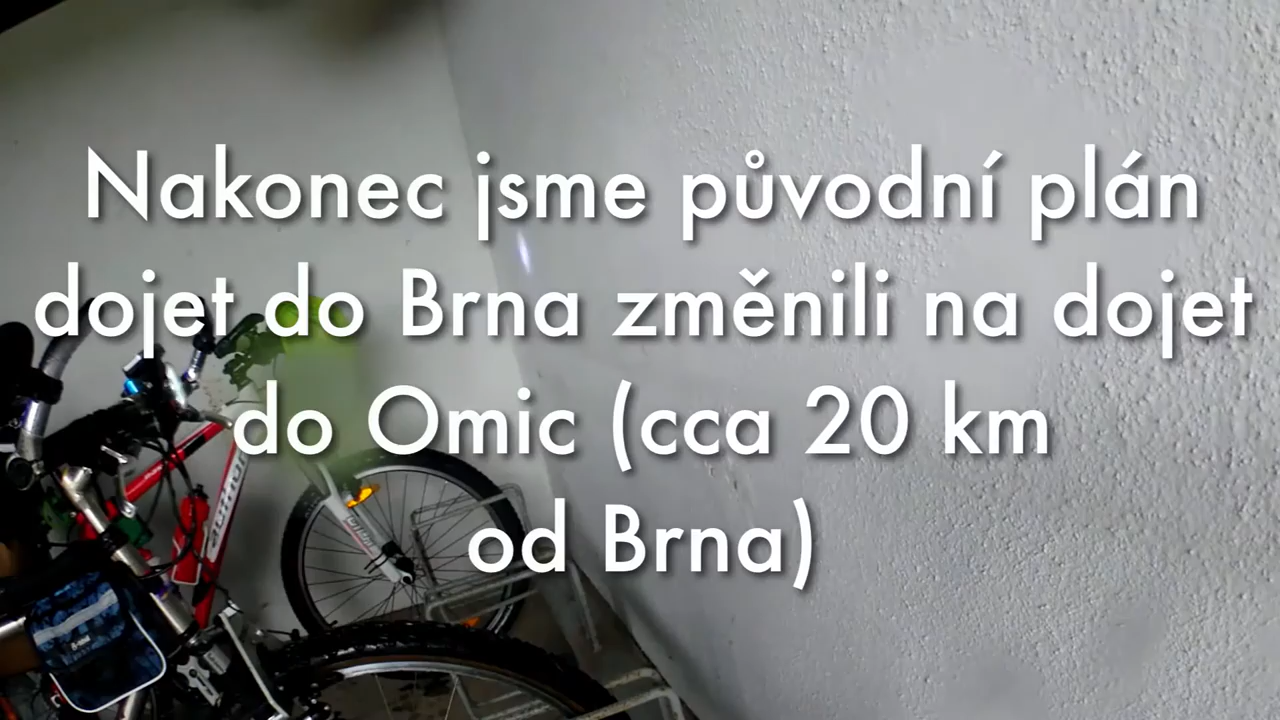 Nakonec jsme původní plán
dojet do Brna změnili na dojet
do Omic (cca 20 km
od Brna)